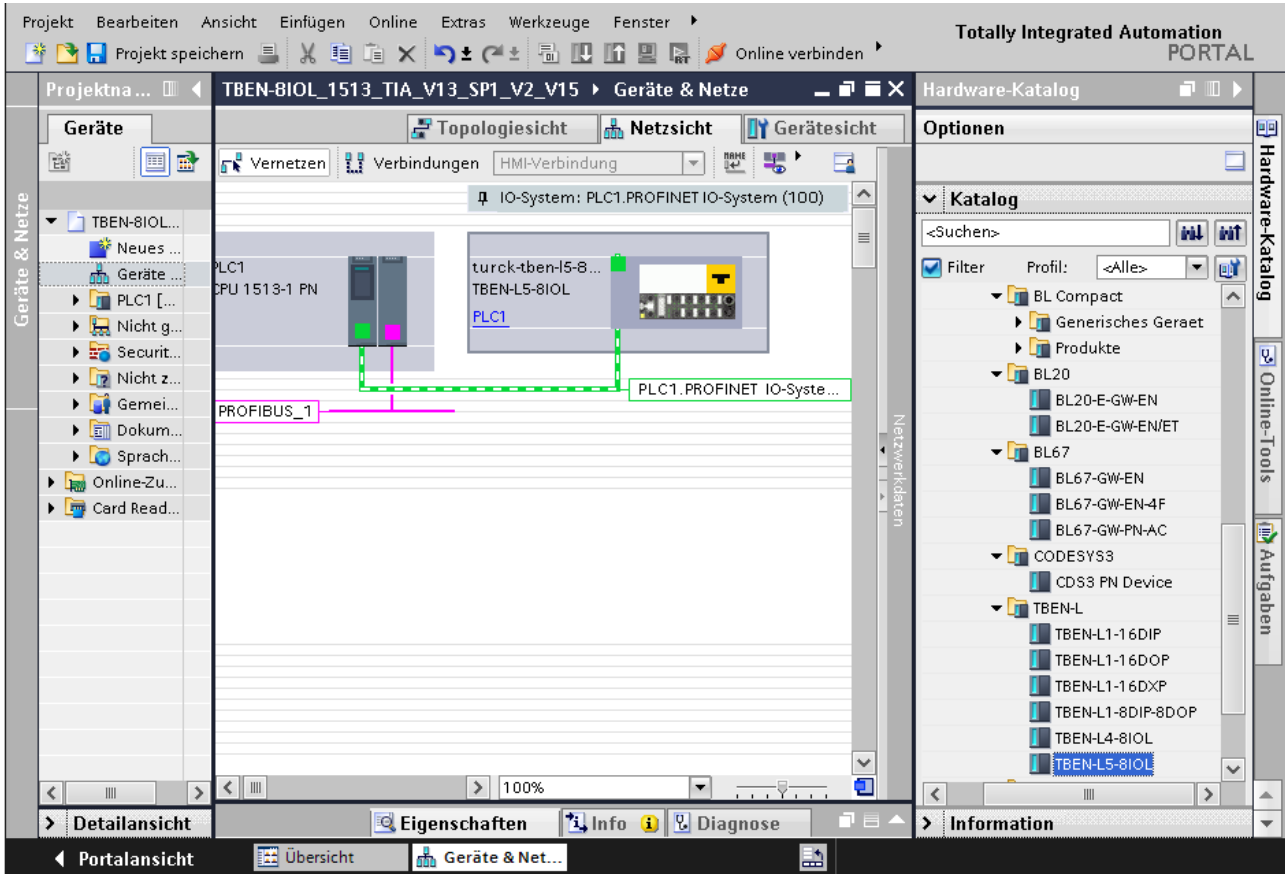 Projekt Bearbeiten Ansicht Einfügen Online Extras Werkzeuge Fenster
Totally Integrated Automation
PORTAL
Projekt speichern
Online verbinden
Projektna...
TBEN-8IOL_1513_TIA_V13_SP1_V2_V15 Geräte & Netze
Hardware-Katalog
Geräte
Topologiesicht Netzsicht Gerätesicht
Optionen
Vernetzen Verbindungen HMI-Verbindung
IO-System: PLC1.PROFINET IO-System (100)
Geräte & Netze
TBEN-8IOL...
Neues ...
Geräte ...
PLC1 [...
Nicht g...
Securit...
Nicht z...
Gemei...
Dokum...
Sprach...
Online-Zu...
Card Read...
PLC1
CPU 1513-1 PN
turck-tben-l5-8...
TBEN-L5-8IOL
PLC1
PLC1.PROFINET IO-Syste...
PROFIBUS_1
Netzwerkdaten
100%
Katalog
<Suchen>
Filter Profil: <Alle>
BL Compact
Generisches Geraet
Produkte
BL20
BL20-E-GW-EN
BL20-E-GW-EN/ET
BL67
BL67-GW-EN
BL67-GW-EN-4F
BL67-GW-PN-AC
CODESYS3
CDS3 PN Device
TBEN-L
TBEN-L1-16DIP
TBEN-L1-16DOP
TBEN-L1-16DXP
TBEN-L1-8DIP-8DOP
TBEN-L4-8IOL
TBEN-L5-8IOL
Hardware-Katalog
Online-Tools
Aufgaben
Detailansicht
Eigenschaften Info Diagnose
Information
Portalansicht
Übersicht
Geräte & Net...